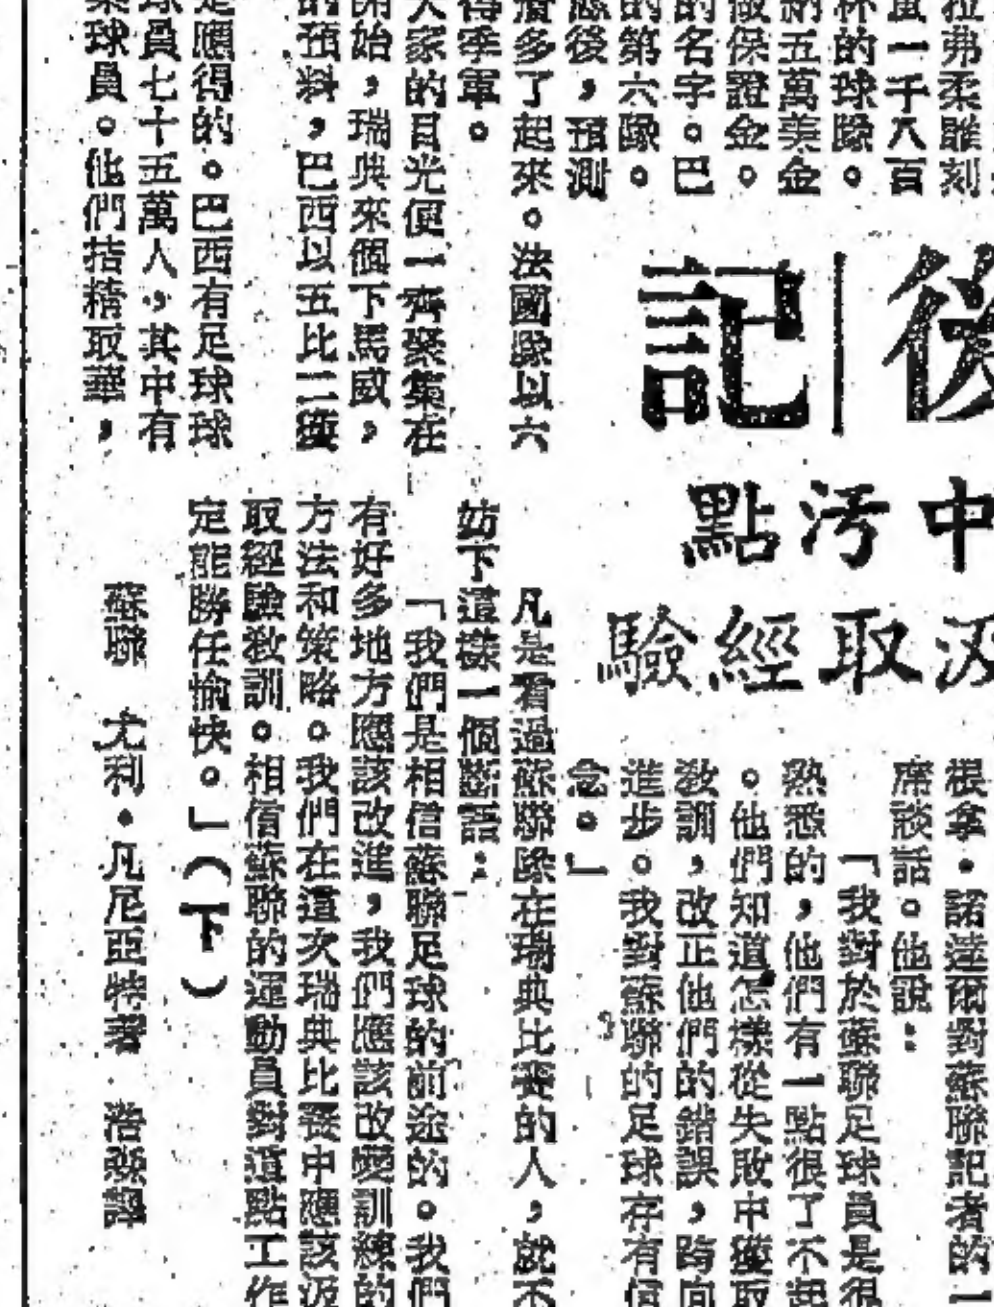 拉弗柔雖刻
一千八百
杯的球隊。
納五萬美金
做保證金。
的名字。巴
的第六隊。
後，預測
濟多了起來。法國隊以六
得季軍。
大家的目光便一齊聚集在
開始，瑞典來個下馬威，
的預料，巴西以五比二獲
是應得的。巴西有足球球
球員七十五萬人，其中有
業球員。他們拮精取華，
後記
中汚點
汲取經驗
根拿·諾達爾對蘇聯記者的一
席談話。他說：
「我對於蘇聯足球員是很
熟悉的，他們有一點很了不起
。他們知道怎樣從失敗中獲取
教訓，改正他們的錯誤，跨向
進步。我對蘇聯的足球存有信
念。」
凡是看過蘇聯隊在瑞典比賽的人，就不
妨下這樣一個斷語：
「我們是相信蘇聯足球的前途的。我們
有好多地方應該改進，我們應該改變訓練的
方法和策略。我們在這次瑞典比賽中應該汲
取經驗教訓。相信蘇聯的運動員對這點工作
定能勝任愉快。」（下）
蘇聯　尤利·凡尼亞特著　浩發譯